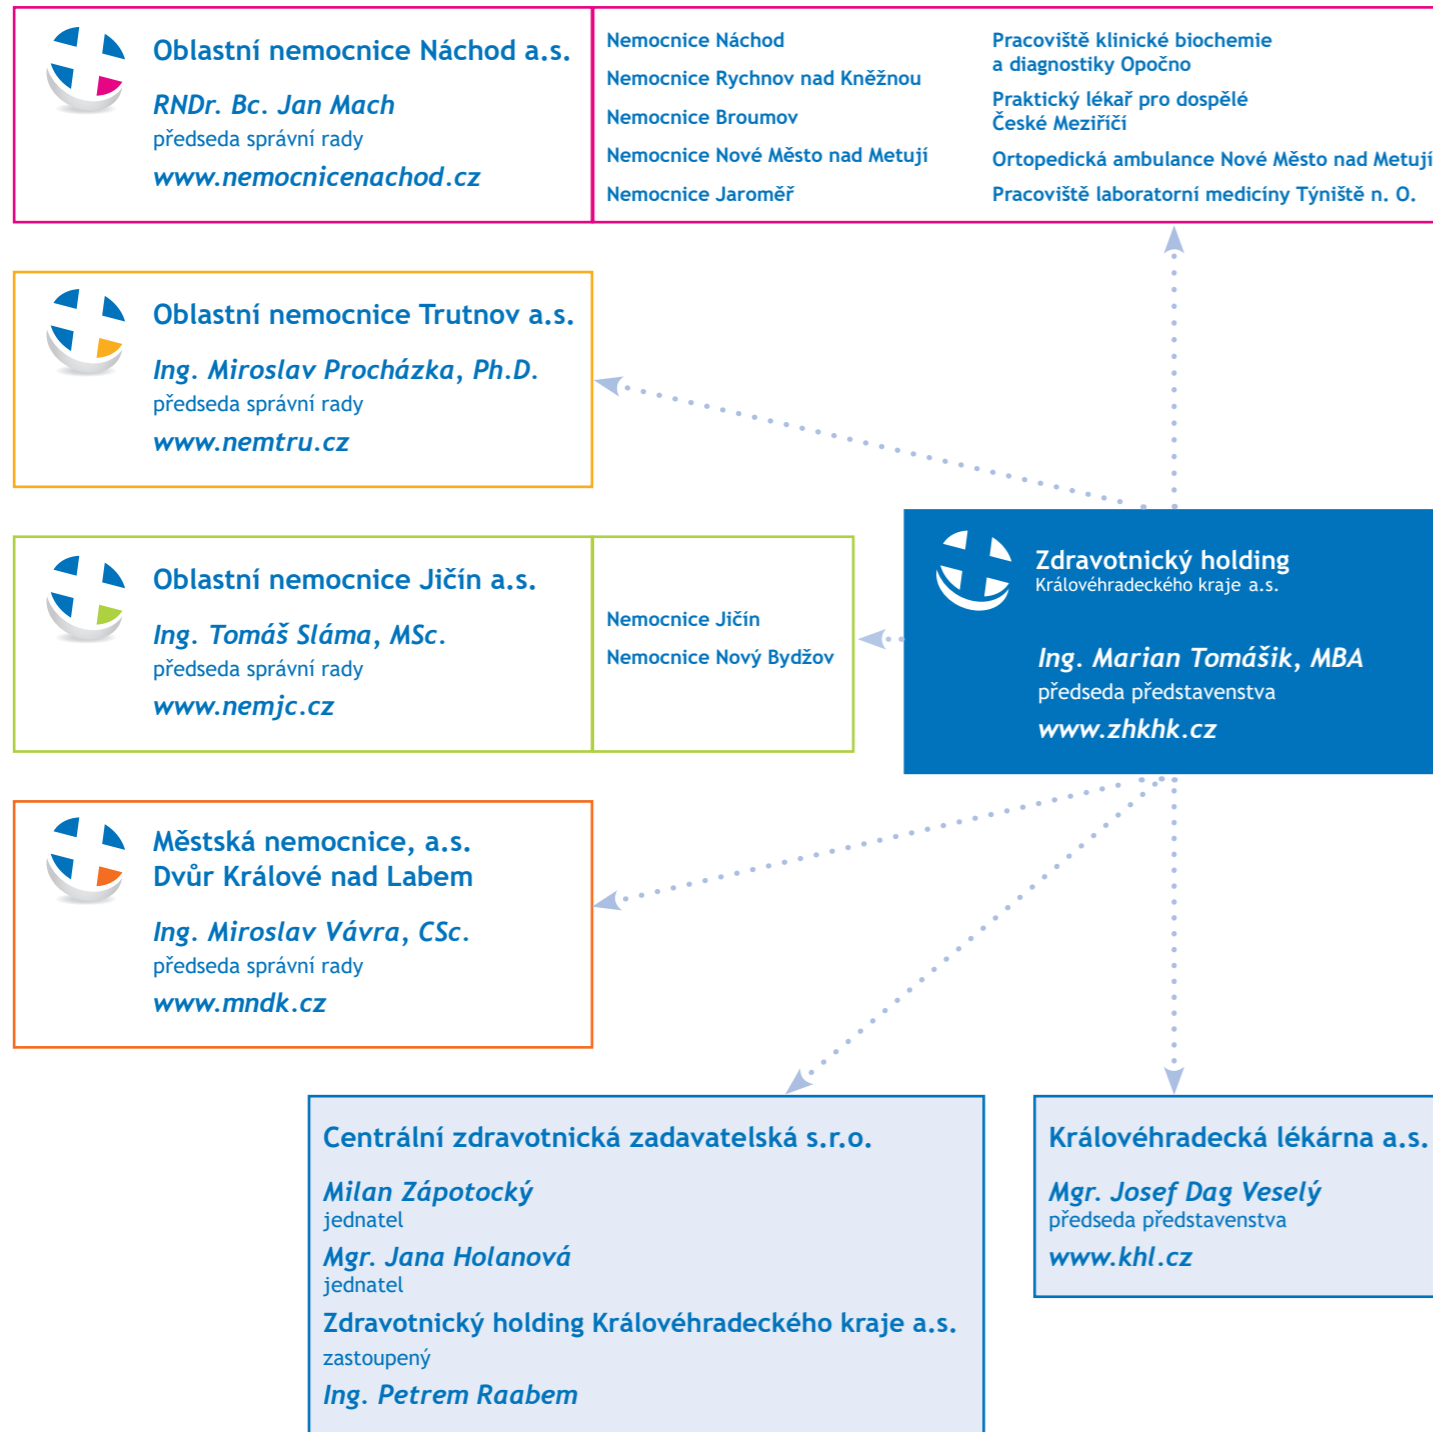 Oblastní nemocnice Náchod a.s.
RNDr. Bc. Jan Mach
předseda správní rady
www.nemocnicenachod.cz
Nemocnice Náchod
Nemocnice Rychnov nad Kněžnou
Nemocnice Broumov
Nemocnice Nové Město nad Metují
Nemocnice Jaroměř
Pracoviště klinické biochemie
a diagnostiky Opočno
Praktický lékař pro dospělé
České Meziříčí
Ortopedická ambulance Nové Město nad Metují
Pracoviště laboratorní medicíny Týniště n. O.
Oblastní nemocnice Trutnov a.s.
Ing. Miroslav Procházka, Ph.D.
předseda správní rady
www.nemtru.cz
Oblastní nemocnice Jičín a.s.
Ing. Tomáš Sláma, MSc.
předseda správní rady
www.nemjc.cz
Nemocnice Jičín
Nemocnice Nový Bydžov
Zdravotnický holding
Královéhradeckého kraje a.s.
Ing. Marian Tomášik, MBA
předseda představenstva
www.zhkhk.cz
Městská nemocnice, a.s.
Dvůr Králové nad Labem
Ing. Miroslav Vávra, CSc.
předseda správní rady
www.mndk.cz
Centrální zdravotnická zadavatelská s.r.o.
Milan Zápotocký
jednatel
Mgr. Jana Holanová
jednatel
Zdravotnický holding Královéhradeckého kraje a.s.
zastoupený
Ing. Petrem Raabem
Královéhradecká lékárna a.s.
Mgr. Josef Dag Veselý
předseda představenstva
www.khl.cz